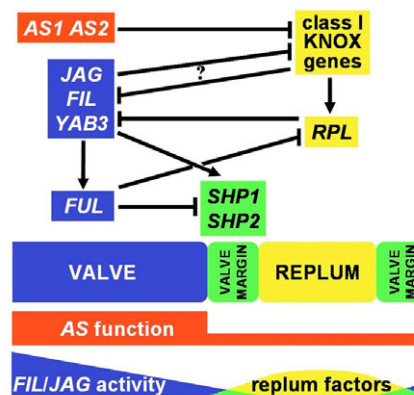 AS1 AS2
class I
KNOX
genes
JAG
FIL
YAB3
?
RPL
FUL
SHP1
SHP2
VALVE
VALVE
MARGIN
REPLUM
VALVE
MARGIN
AS function
FIL/JAG activity
replum factors